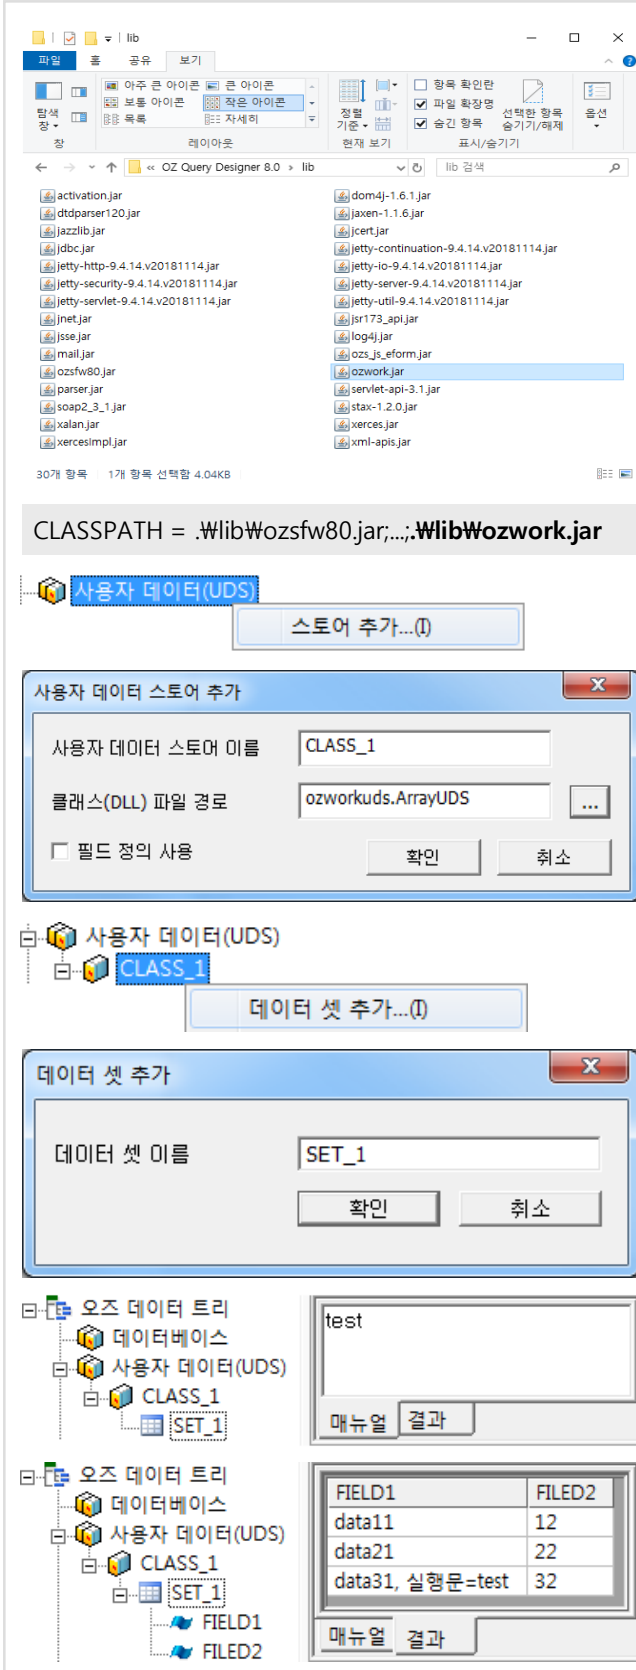 lib
파일 홈 공유 보기
아주 큰 아이콘 큰 아이콘
보통 아이콘 작은 아이콘
목록 자세히
탐색 창
정렬 기준
항목 확인란
파일 확장명
숨긴 항목
선택한 항목 숨기기/해제
옵션
창 레이아웃 현재 보기 표시/숨기기
« OZ Query Designer 8.0 › lib lib 검색
activation.jar dom4j-1.6.1.jar
dtdparser120.jar jaxen-1.1.6.jar
jazzlib.jar jcert.jar
jdbc.jar jetty-continuation-9.4.14.v20181114.jar
jetty-http-9.4.14.v20181114.jar jetty-io-9.4.14.v20181114.jar
jetty-security-9.4.14.v20181114.jar jetty-server-9.4.14.v20181114.jar
jetty-servlet-9.4.14.v20181114.jar jetty-util-9.4.14.v20181114.jar
jnet.jar jsr173_api.jar
jsse.jar log4j.jar
mail.jar ozs_js_eform.jar
ozsfw80.jar ozwork.jar
parser.jar servlet-api-3.1.jar
soap2_3_1.jar stax-1.2.0.jar
xalan.jar xerces.jar
xercesImpl.jar xml-apis.jar
30개 항목 1개 항목 선택함 4.04KB
CLASSPATH = .₩lib₩ozsfw80.jar;...;.₩lib₩ozwork.jar
사용자 데이터(UDS)
스토어 추가...(I)
사용자 데이터 스토어 추가
사용자 데이터 스토어 이름 CLASS_1
클래스(DLL) 파일 경로 ozworkuds.ArrayUDS ...
필드 정의 사용 확인 취소
사용자 데이터(UDS)
CLASS_1
데이터 셋 추가...(I)
데이터 셋 추가
데이터 셋 이름 SET_1
확인 취소
오즈 데이터 트리
데이터베이스
사용자 데이터(UDS)
CLASS_1
SET_1
test
매뉴얼 결과
오즈 데이터 트리
데이터베이스
사용자 데이터(UDS)
CLASS_1
SET_1
FIELD1
FILED2
FIELD1 FILED2
data11 12
data21 22
data31, 실행문=test 32
매뉴얼 결과